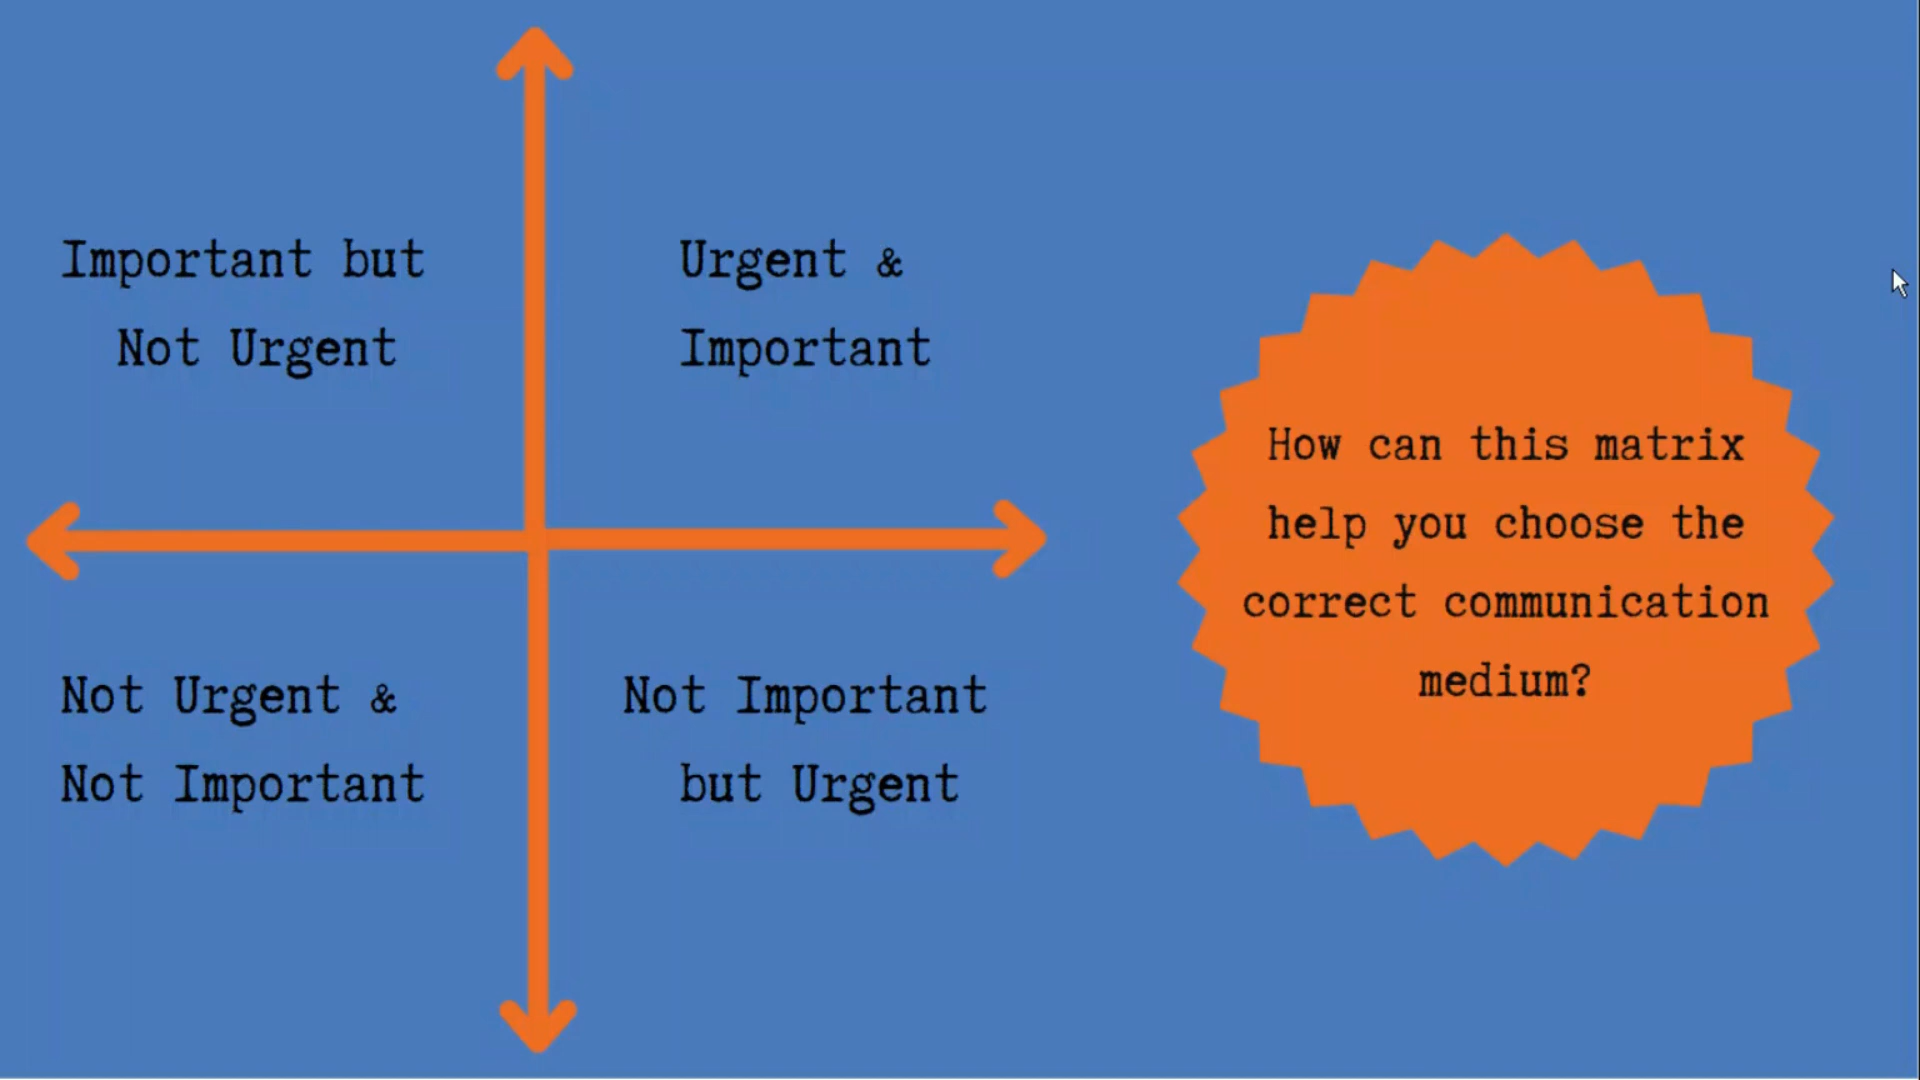 Important but
Not Urgent
Urgent &
Important
Not Urgent &
Not Important
Not Important
but Urgent
How can this matrix
help you choose the
correct communication
medium?